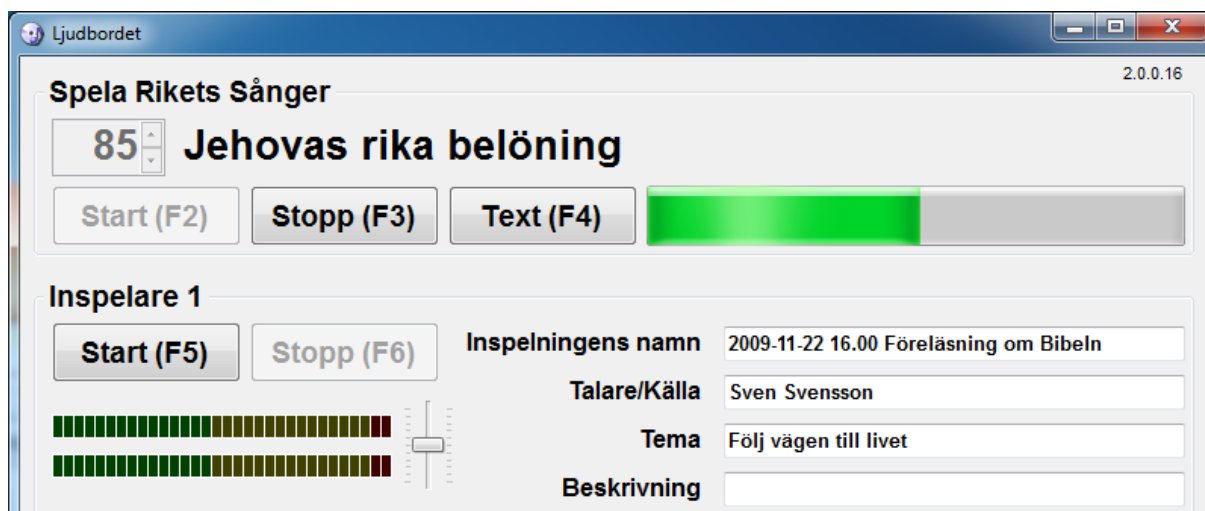 Ljudbordet
2.0.0.16
Spela Rikets Sånger
85 Jehovas rika belöning
Start (F2) Stopp (F3) Text (F4)
Inspelare 1
Start (F5) Stopp (F6)
Inspelningens namn 2009-11-22 16.00 Föreläsning om Bibeln
Talare/Källa Sven Svensson
Tema Följ vägen till livet
Beskrivning